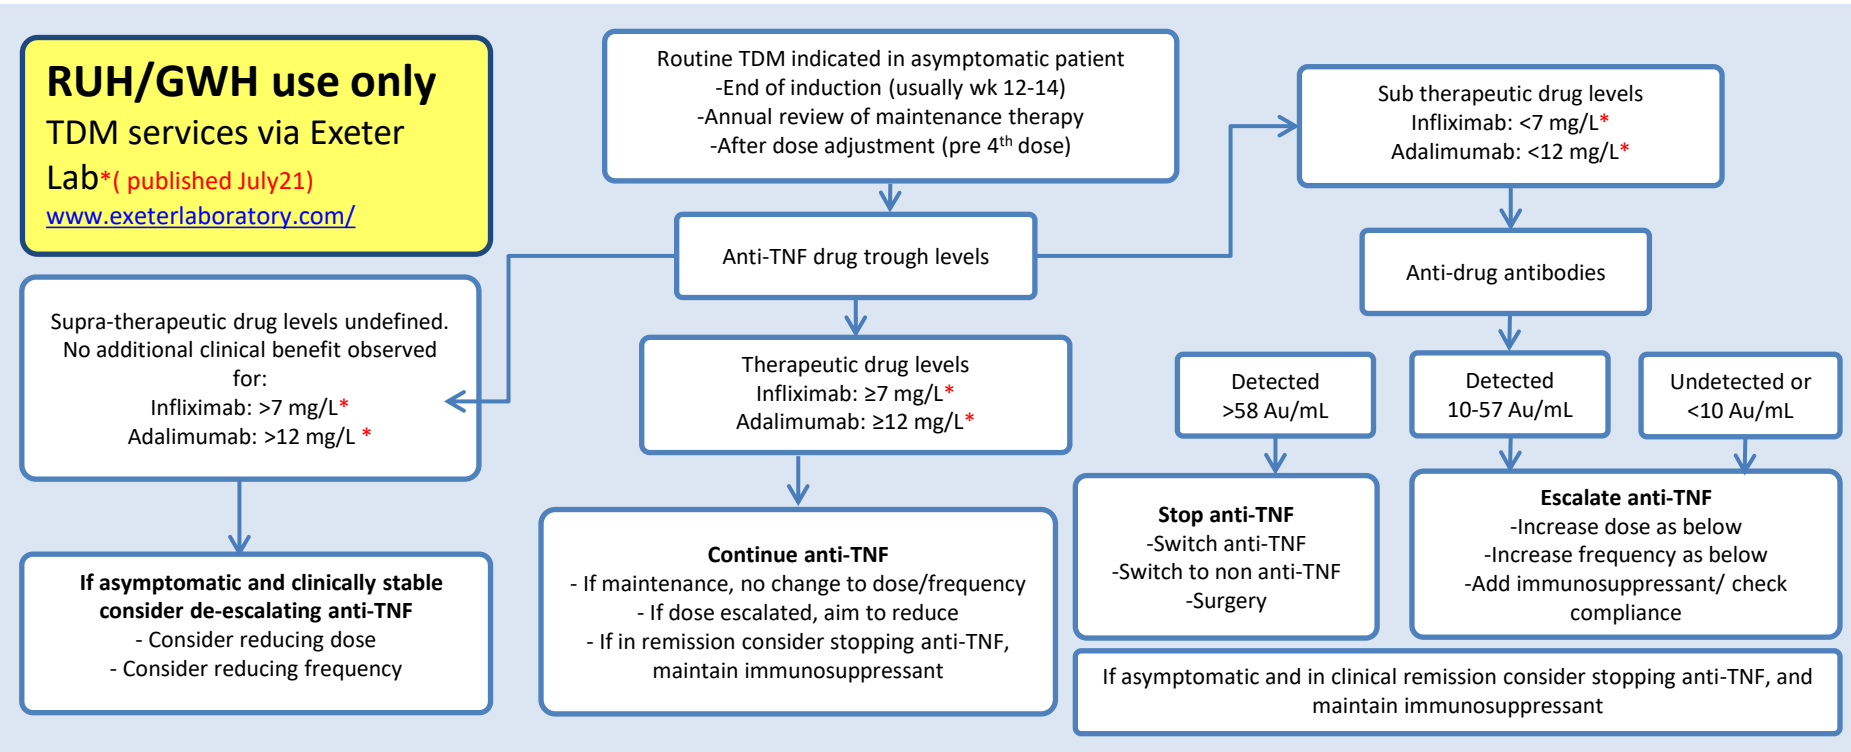 RUH/GWH use only
TDM services via Exeter
Lab*( published July21)
www.exeterlaboratory.com/
Routine TDM indicated in asymptomatic patient
-End of induction (usually wk 12-14)
-Annual review of maintenance therapy
-After dose adjustment (pre 4th dose)
Sub therapeutic drug levels
Infliximab: <7 mg/L*
Adalimumab: <12 mg/L*
Anti-TNF drug trough levels
Anti-drug antibodies
Supra-therapeutic drug levels undefined.
No additional clinical benefit observed
for:
Infliximab: >7 mg/L*
Adalimumab: >12 mg/L *
Therapeutic drug levels
Infliximab: ≥7 mg/L*
Adalimumab: ≥12 mg/L*
Detected
>58 Au/mL
Detected
10-57 Au/mL
Undetected or
<10 Au/mL
If asymptomatic and clinically stable
consider de-escalating anti-TNF
- Consider reducing dose
- Consider reducing frequency
Continue anti-TNF
- If maintenance, no change to dose/frequency
- If dose escalated, aim to reduce
- If in remission consider stopping anti-TNF,
maintain immunosuppressant
Stop anti-TNF
-Switch anti-TNF
-Switch to non anti-TNF
-Surgery
Escalate anti-TNF
-Increase dose as below
-Increase frequency as below
-Add immunosuppressant/ check
compliance
If asymptomatic and in clinical remission consider stopping anti-TNF, and
maintain immunosuppressant